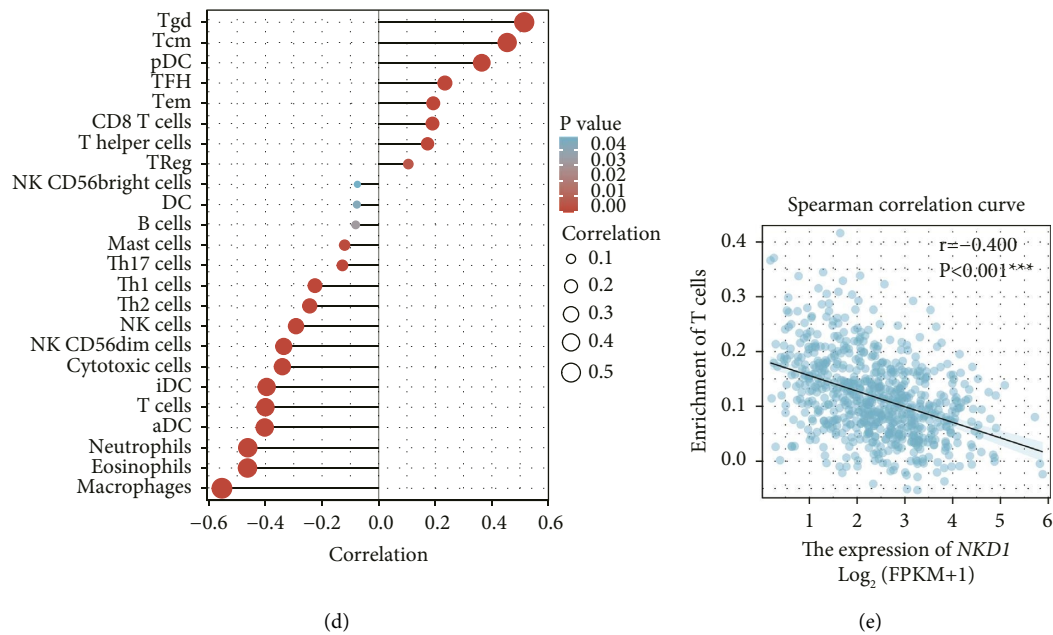 Tgd
Tcm
pDC
TFH
Tem
CD8 T cells
T helper cells
TReg
NK CD56bright cells
DC
B cells
Mast cells
Th17 cells
Th1 cells
Th2 cells
NK cells
NK CD56dim cells
Cytotoxic cells
iDC
T cells
aDC
Neutrophils
Eosinophils
Macrophages
−0.6 −0.4 −0.2 0.0 0.2 0.4 0.6
Correlation
P value
0.04
0.03
0.02
0.01
0.00
Correlation
0.1
0.2
0.3
0.4
0.5
(d)
Spearman correlation curve
r=−0.400
P<0.001***
Enrichment of T cells
0.4
0.3
0.2
0.1
0.0
1 2 3 4 5 6
The expression of NKD1
Log2 (FPKM+1)
(e)